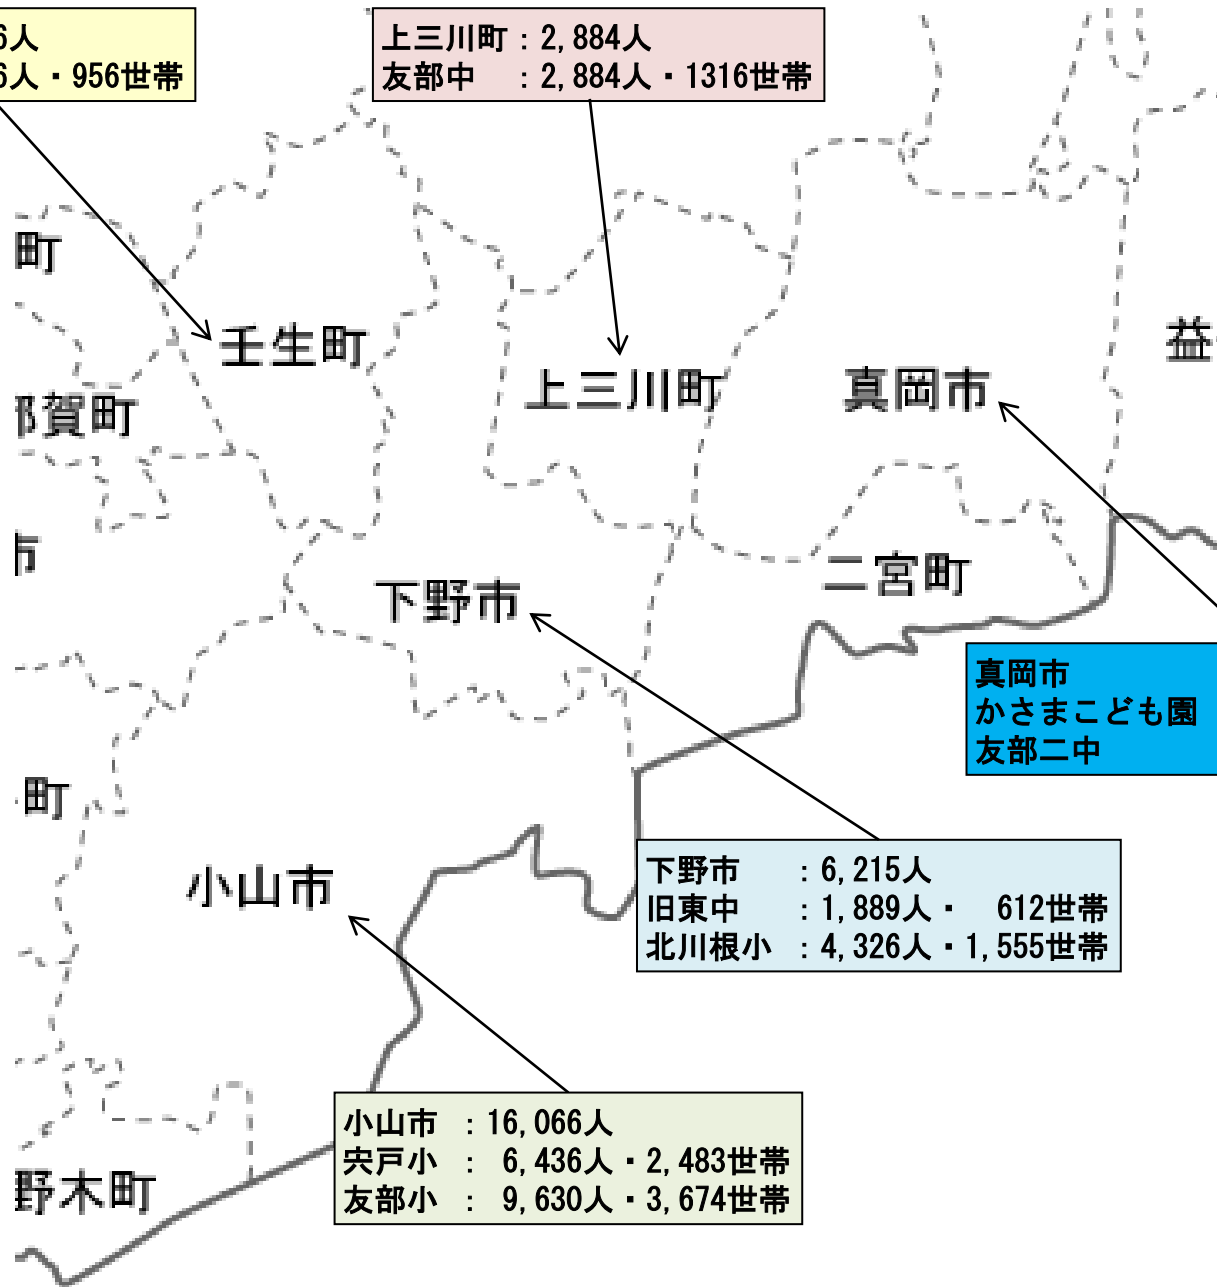 6人
6人・956世帯
上三川町：2,884人
友部中　：2,884人・1316世帯
町
壬生町
益
上三川町
真岡市
賀町
市
二宮町
下野市
真岡市
かさまこども園
友部二中
町
下野市　：6,215人
旧東中　：1,889人・　612世帯
北川根小：4,326人・1,555世帯
小山市
小山市　：16,066人
宍戸小　： 6,436人・2,483世帯
友部小　： 9,630人・3,674世帯
野木町